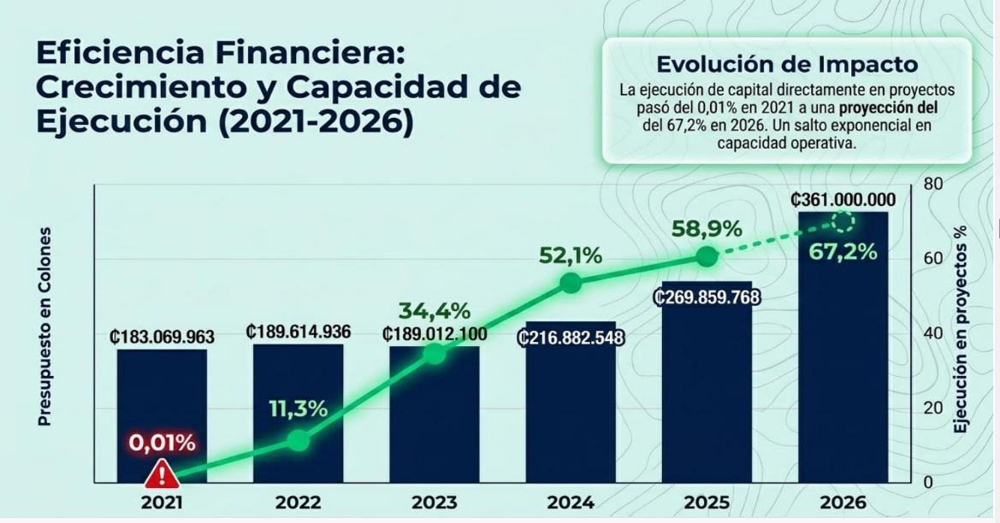 Eficiencia Financiera:
Crecimiento y Capacidad de
Ejecución (2021-2026)
Evolución de Impacto
La ejecución de capital directamente en proyectos
pasó del 0,01% en 2021 a una proyección del
del 67,2% en 2026. Un salto exponencial en
capacidad operativa.
Presupuesto en Colones
₵183.069.963
₵189.614.936
₵189.012.100
₵216.882.548
₵269.859.768
₵361.000.000
0,01%
11,3%
34,4%
52,1%
58,9%
67,2%
80
60
40
20
0
Ejecución en proyectos %
2021
2022
2023
2024
2025
2026